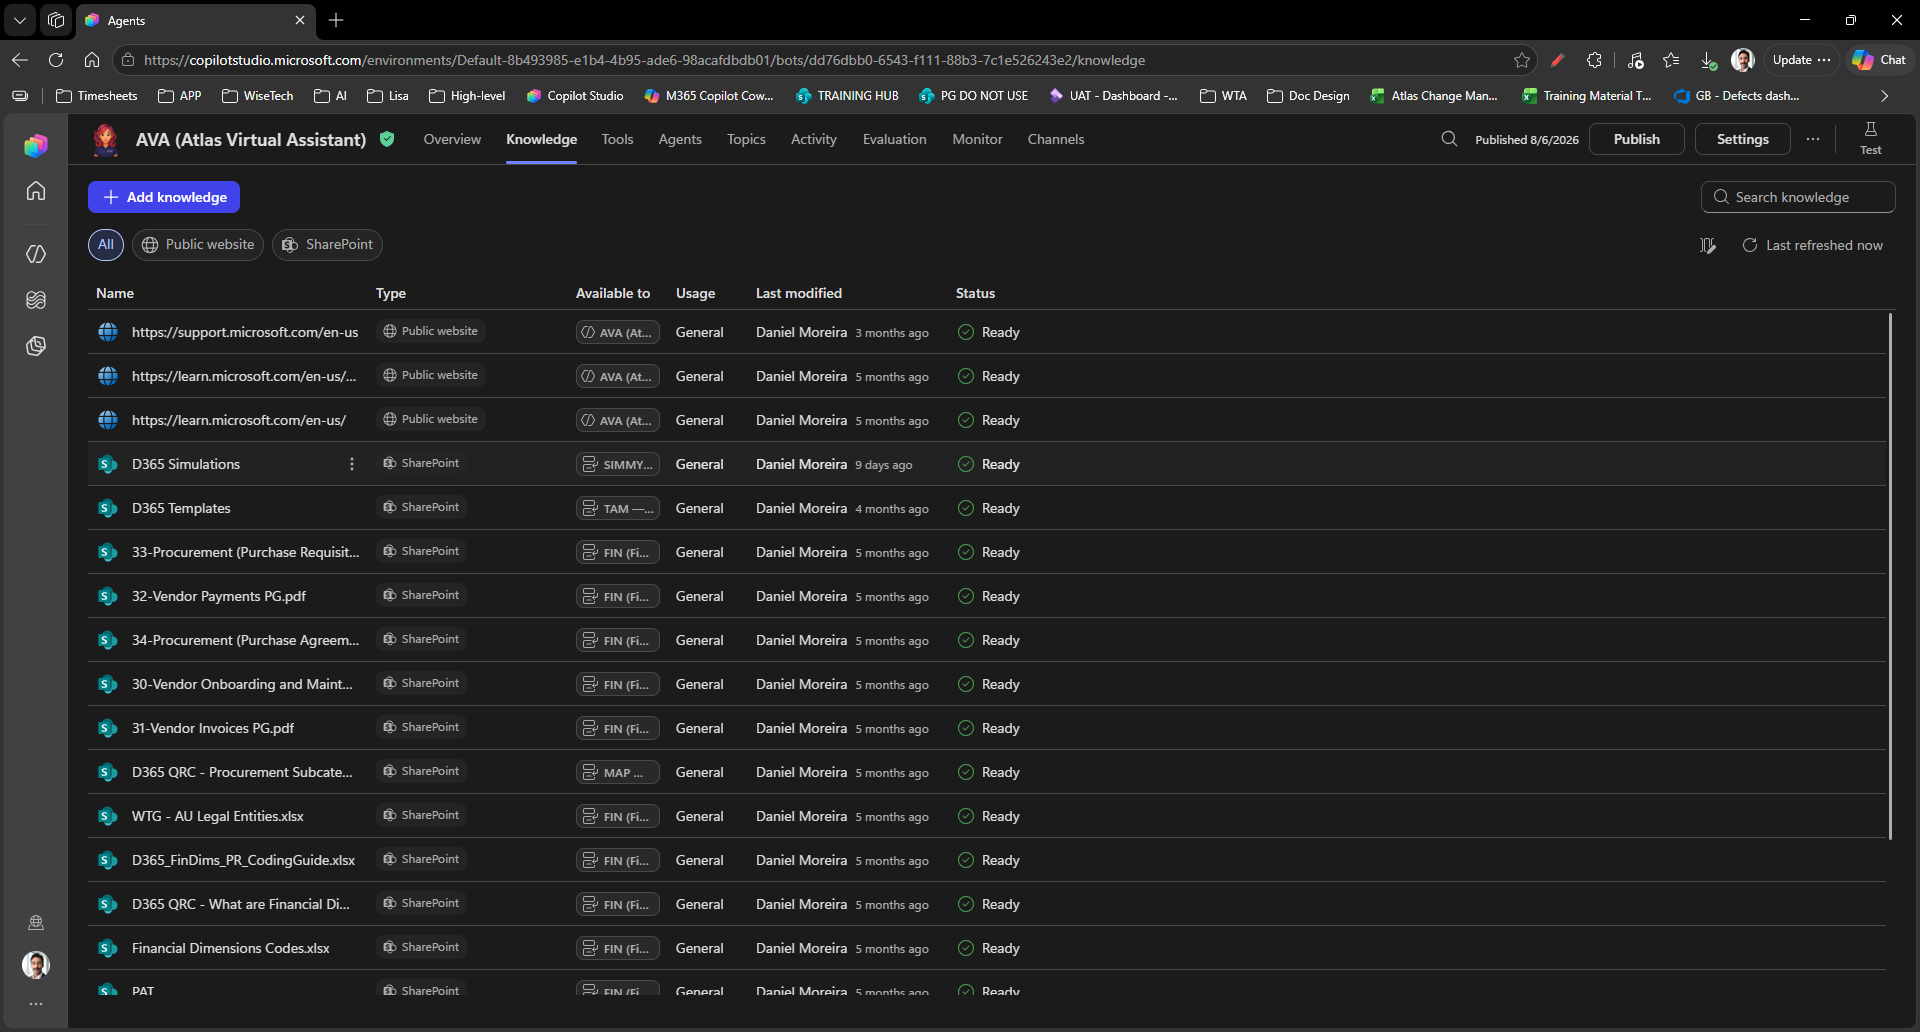 Agents
https://copilotstudio.microsoft.com/environments/Default-8b493985-e1b4-4b95-ade6-98acafdbdb01/bots/dd76dbb0-6543-f111-88b3-7c1e526243e2/knowledge
Update
Chat
Timesheets
APP
WiseTech
AI
Lisa
High-level
Copilot Studio
M365 Copilot Cow...
TRAINING HUB
PG DO NOT USE
UAT - Dashboard -...
WTA
Doc Design
Atlas Change Man...
Training Material T...
GB - Defects dash...
AVA (Atlas Virtual Assistant)
Overview
Knowledge
Tools
Agents
Topics
Activity
Evaluation
Monitor
Channels
Published 8/6/2026
Publish
Settings
Test
Add knowledge
Search knowledge
All
Public website
SharePoint
Last refreshed now
Name Type Available to Usage Last modified Status
https://support.microsoft.com/en-us Public website AVA (At... General Daniel Moreira 3 months ago Ready
https://learn.microsoft.com/en-us/... Public website AVA (At... General Daniel Moreira 5 months ago Ready
https://learn.microsoft.com/en-us/ Public website AVA (At... General Daniel Moreira 5 months ago Ready
D365 Simulations SharePoint SIMMY... General Daniel Moreira 9 days ago Ready
D365 Templates SharePoint TAM —... General Daniel Moreira 4 months ago Ready
33-Procurement (Purchase Requisit... SharePoint FIN (Fi... General Daniel Moreira 5 months ago Ready
32-Vendor Payments PG.pdf SharePoint FIN (Fi... General Daniel Moreira 5 months ago Ready
34-Procurement (Purchase Agreem... SharePoint FIN (Fi... General Daniel Moreira 5 months ago Ready
30-Vendor Onboarding and Maint... SharePoint FIN (Fi... General Daniel Moreira 5 months ago Ready
31-Vendor Invoices PG.pdf SharePoint FIN (Fi... General Daniel Moreira 5 months ago Ready
D365 QRC - Procurement Subcate... SharePoint MAP ... General Daniel Moreira 5 months ago Ready
WTG - AU Legal Entities.xlsx SharePoint FIN (Fi... General Daniel Moreira 5 months ago Ready
D365_FinDims_PR_CodingGuide.xlsx SharePoint FIN (Fi... General Daniel Moreira 5 months ago Ready
D365 QRC - What are Financial Di... SharePoint FIN (Fi... General Daniel Moreira 5 months ago Ready
Financial Dimensions Codes.xlsx SharePoint FIN (Fi... General Daniel Moreira 5 months ago Ready
PAT SharePoint FIN (Fi... General Daniel Moreira 5 months ago Ready